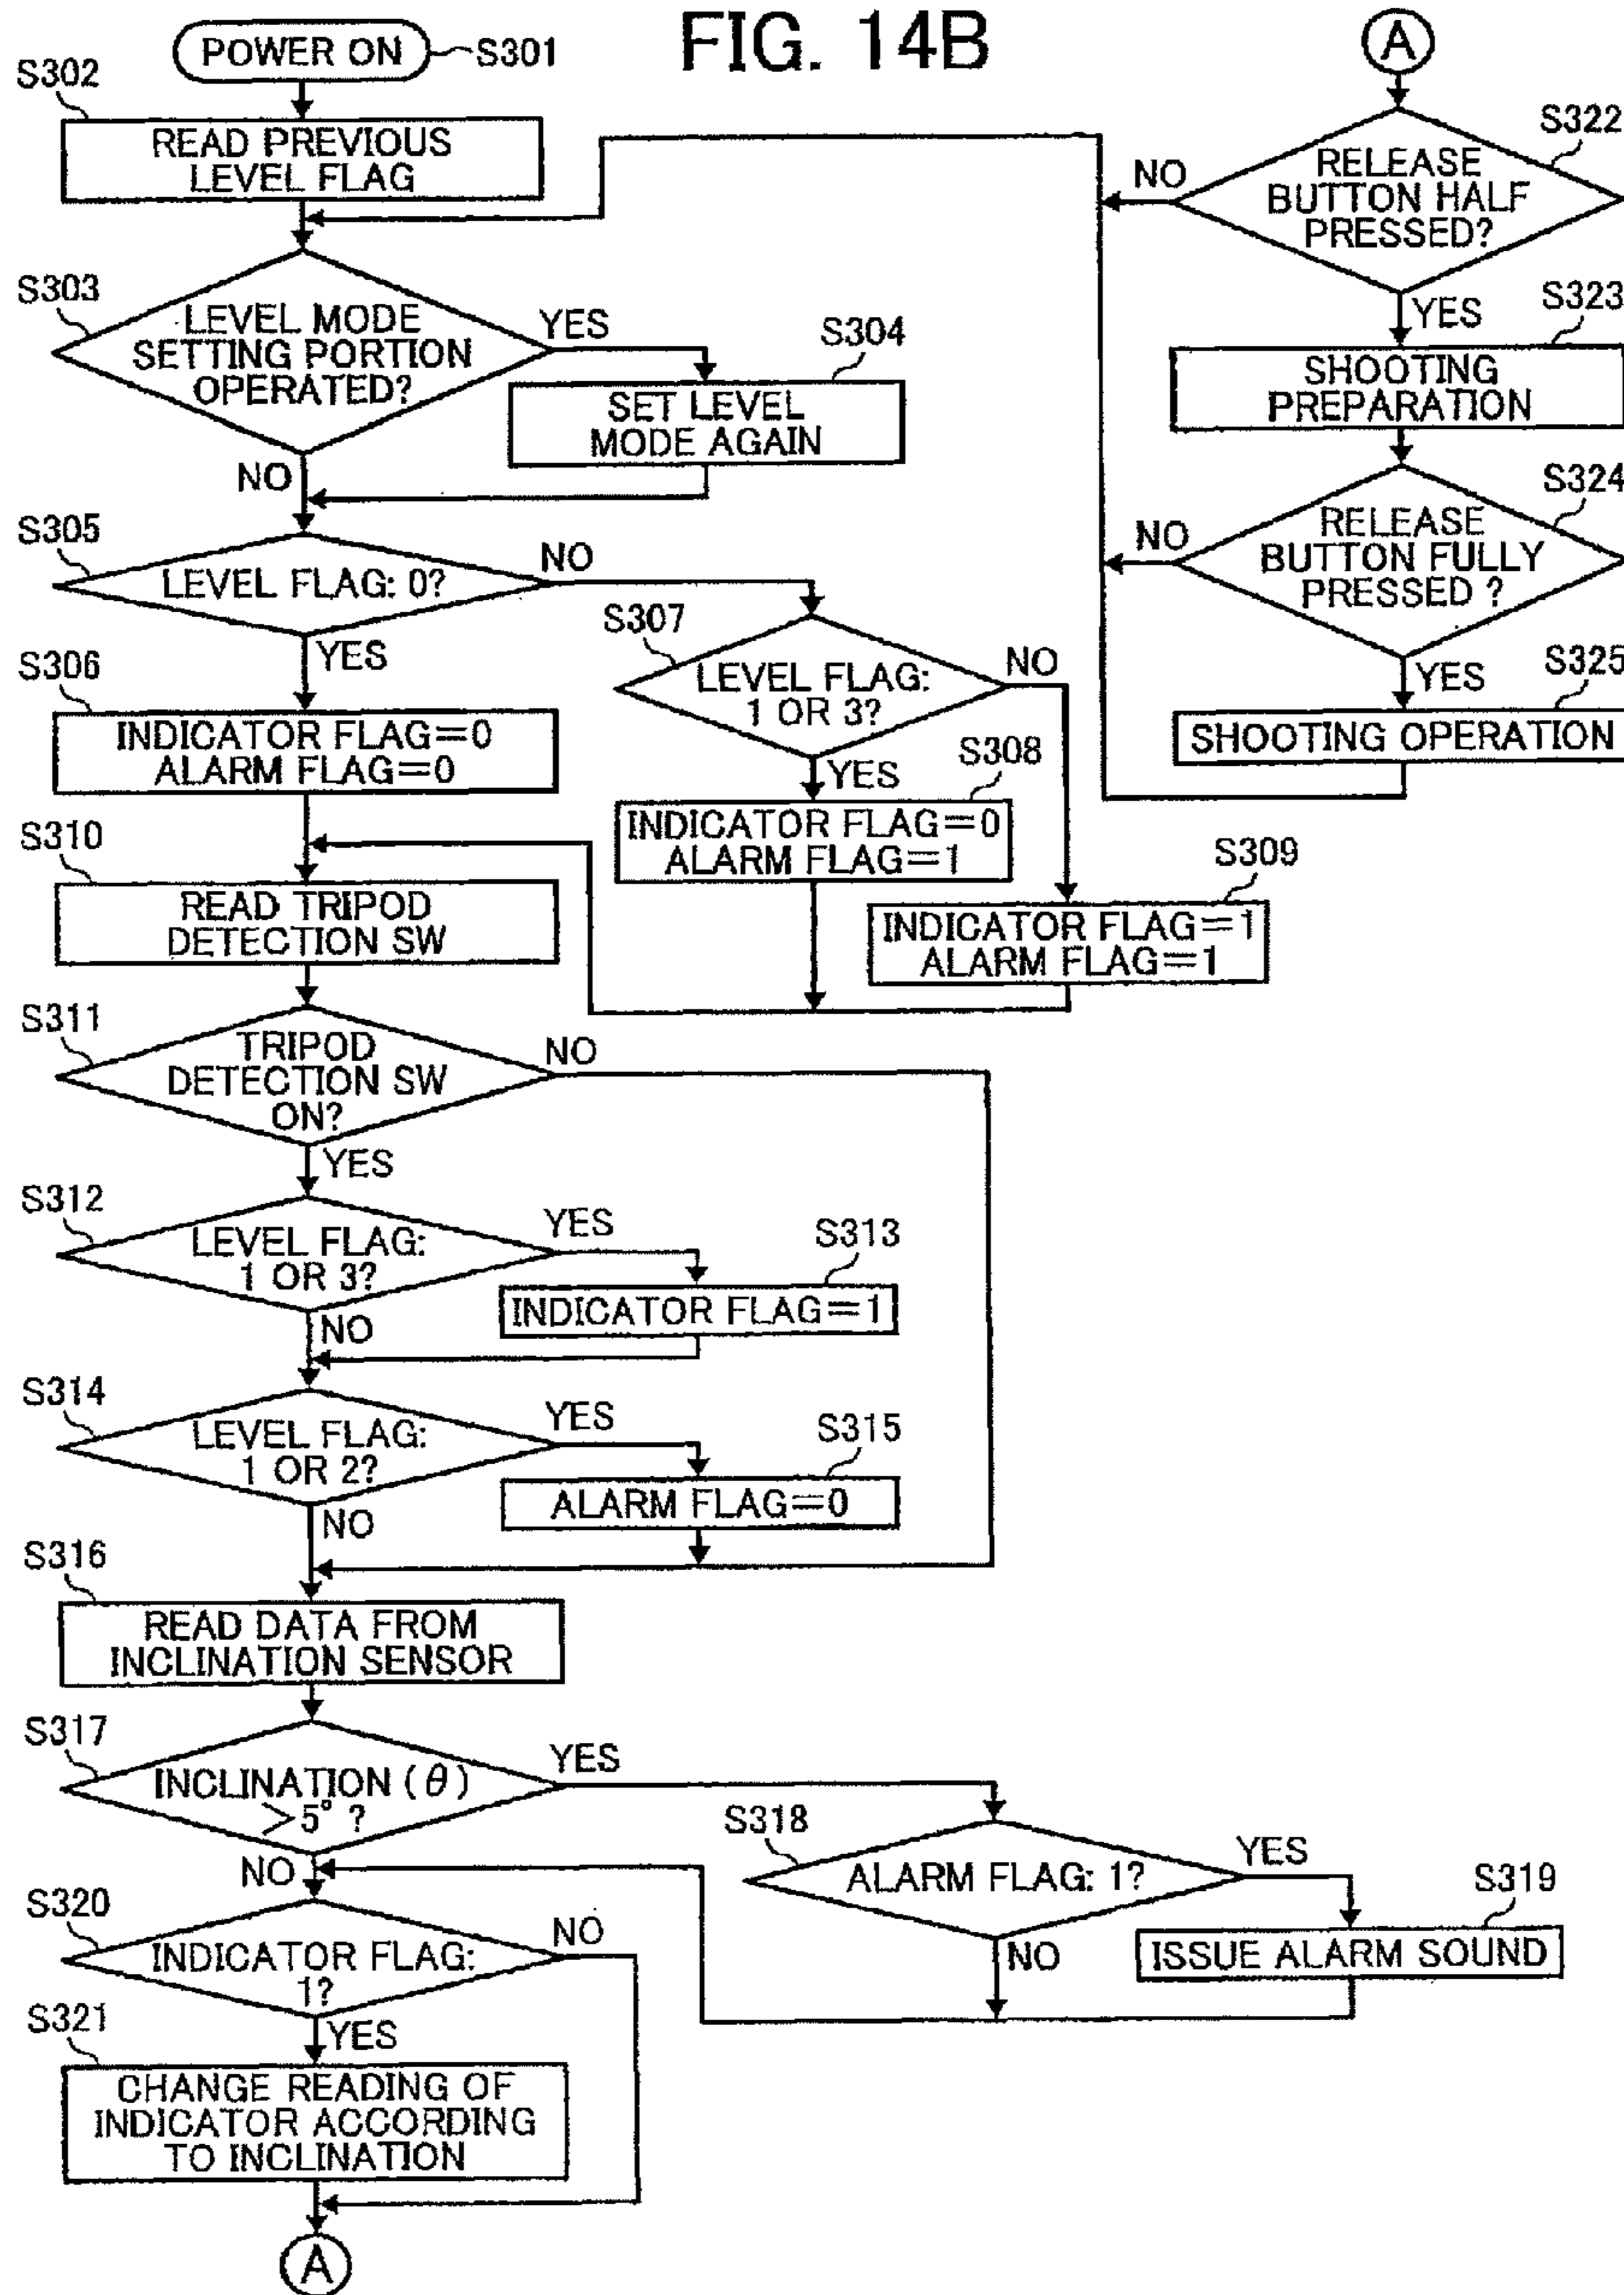 FIG. 14B
POWER ON
S301
S302
READ PREVIOUS
LEVEL FLAG
S303
LEVEL MODE
SETTING PORTION
OPERATED?
YES
NO
S304
SET LEVEL
MODE AGAIN
S305
LEVEL FLAG: 0?
NO
YES
S306
INDICATOR FLAG=0
ALARM FLAG=0
S307
LEVEL FLAG:
1 OR 3?
NO
YES
S308
INDICATOR FLAG=0
ALARM FLAG=1
S309
INDICATOR FLAG=1
ALARM FLAG=1
S310
READ TRIPOD
DETECTION SW
S311
TRIPOD
DETECTION SW
ON?
NO
YES
S312
LEVEL FLAG:
1 OR 3?
YES
NO
S313
INDICATOR FLAG=1
S314
LEVEL FLAG:
1 OR 2?
YES
NO
S315
ALARM FLAG=0
S316
READ DATA FROM
INCLINATION SENSOR
S317
INCLINATION (θ)
>5° ?
YES
NO
S318
ALARM FLAG: 1?
YES
NO
S319
ISSUE ALARM SOUND
S320
INDICATOR FLAG:
1?
NO
YES
S321
CHANGE READING OF
INDICATOR ACCORDING
TO INCLINATION
A
A
S322
RELEASE
BUTTON HALF
PRESSED?
NO
YES
S323
SHOOTING
PREPARATION
S324
RELEASE
BUTTON FULLY
PRESSED ?
NO
YES
S325
SHOOTING OPERATION